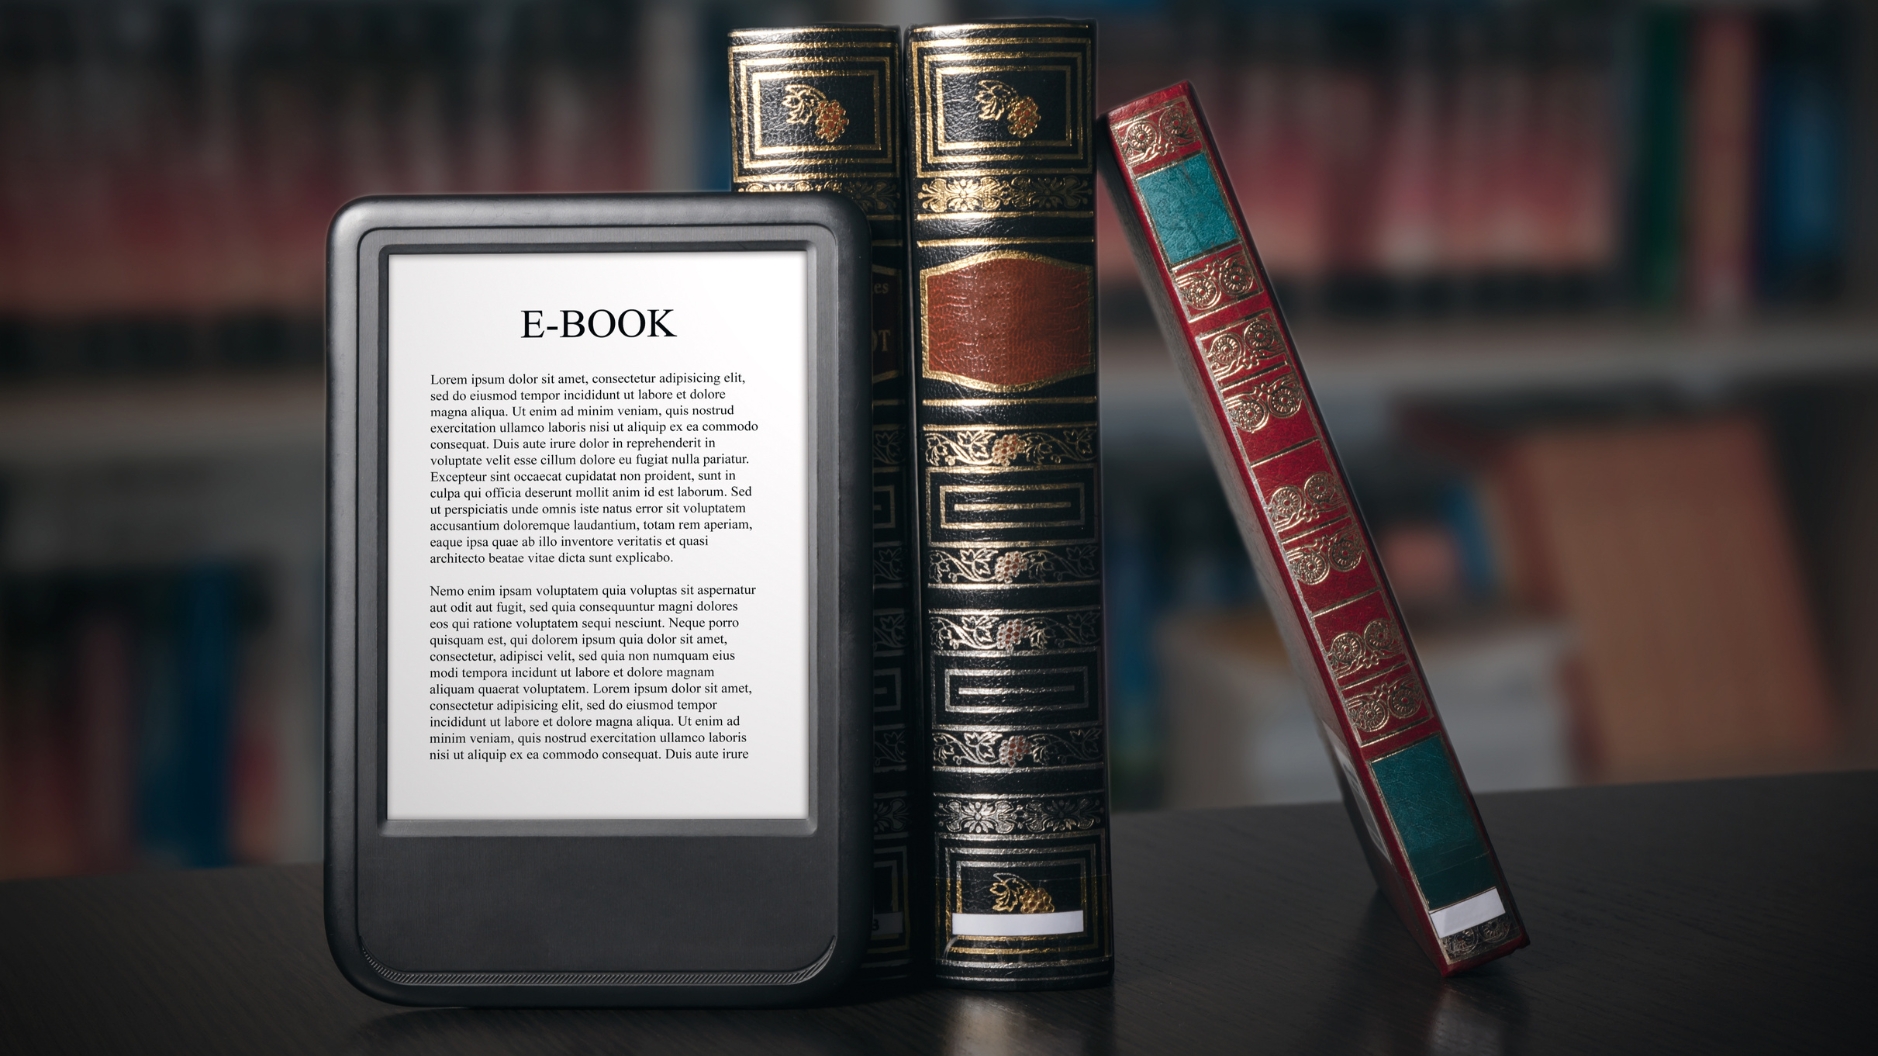 E-BOOK
Lorem ipsum dolor sit amet, consectetur adipisicing elit,
sed do eiusmod tempor incididunt ut labore et dolore
magna aliqua. Ut enim ad minim veniam, quis nostrud
exercitation ullamco laboris nisi ut aliquip ex ea commodo
consequat. Duis aute irure dolor in reprehenderit in
voluptate velit esse cillum dolore eu fugiat nulla pariatur.
Excepteur sint occaecat cupidatat non proident, sunt in
culpa qui officia deserunt mollit anim id est laborum. Sed
ut perspiciatis unde omnis iste natus error sit voluptatem
accusantium doloremque laudantium, totam rem aperiam,
eaque ipsa quae ab illo inventore veritatis et quasi
architecto beatae vitae dicta sunt explicabo.
Nemo enim ipsam voluptatem quia voluptas sit aspernatur
aut odit aut fugit, sed quia consequuntur magni dolores
eos qui ratione voluptatem sequi nesciunt. Neque porro
quisquam est, qui dolorem ipsum quia dolor sit amet,
consectetur, adipisci velit, sed quia non numquam eius
modi tempora incidunt ut labore et dolore magnam
aliquam quaerat voluptatem. Lorem ipsum dolor sit amet,
consectetur adipisicing elit, sed do eiusmod tempor
incididunt ut labore et dolore magna aliqua. Ut enim ad
minim veniam, quis nostrud exercitation ullamco laboris
nisi ut aliquip ex ea commodo consequat. Duis aute irure